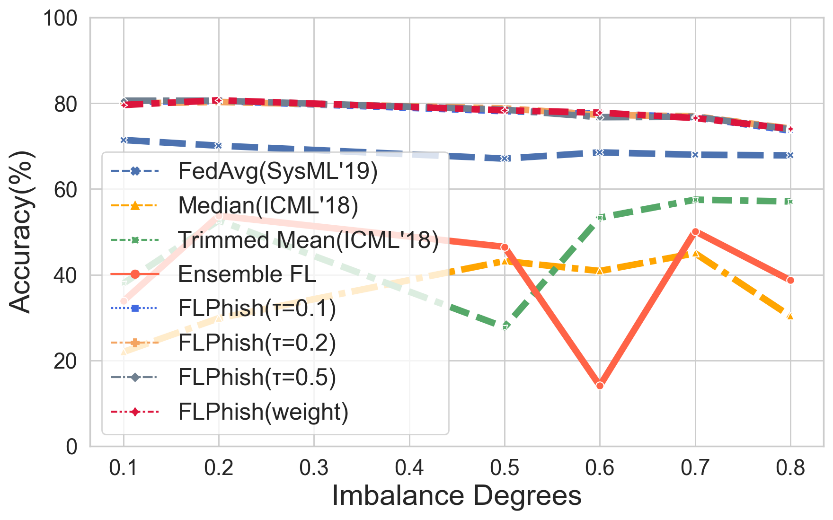 100
80
60
40
20
0
Accuracy(%)
FedAvg(SysML'19)
Median(ICML'18)
Trimmed Mean(ICML'18)
Ensemble FL
FLPhish(τ=0.1)
FLPhish(τ=0.2)
FLPhish(τ=0.5)
FLPhish(weight)
0.1 0.2 0.3 0.4 0.5 0.6 0.7 0.8
Imbalance Degrees